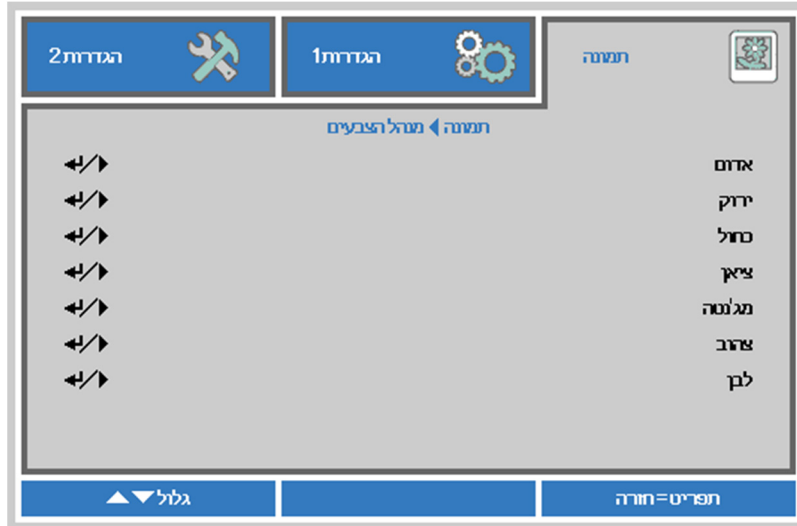 תמונה
הגדרות1
הגדרות2
תמונה ◀ מנהל הצבעים
אדום
ירוק
כחול
ציאן
מג'נטה
צהוב
לבן
תפריט=חזרה
גלול▼▲